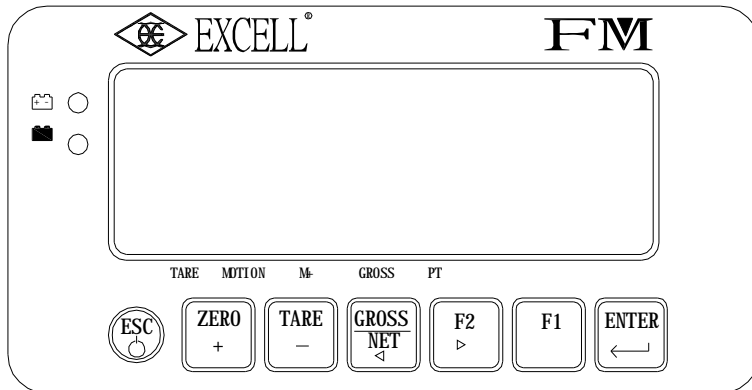 EXCELL® FM
TARE MOTION M+ GROSS PT
ESC ZERO + TARE - GROSS NET F2 F1 ENTER